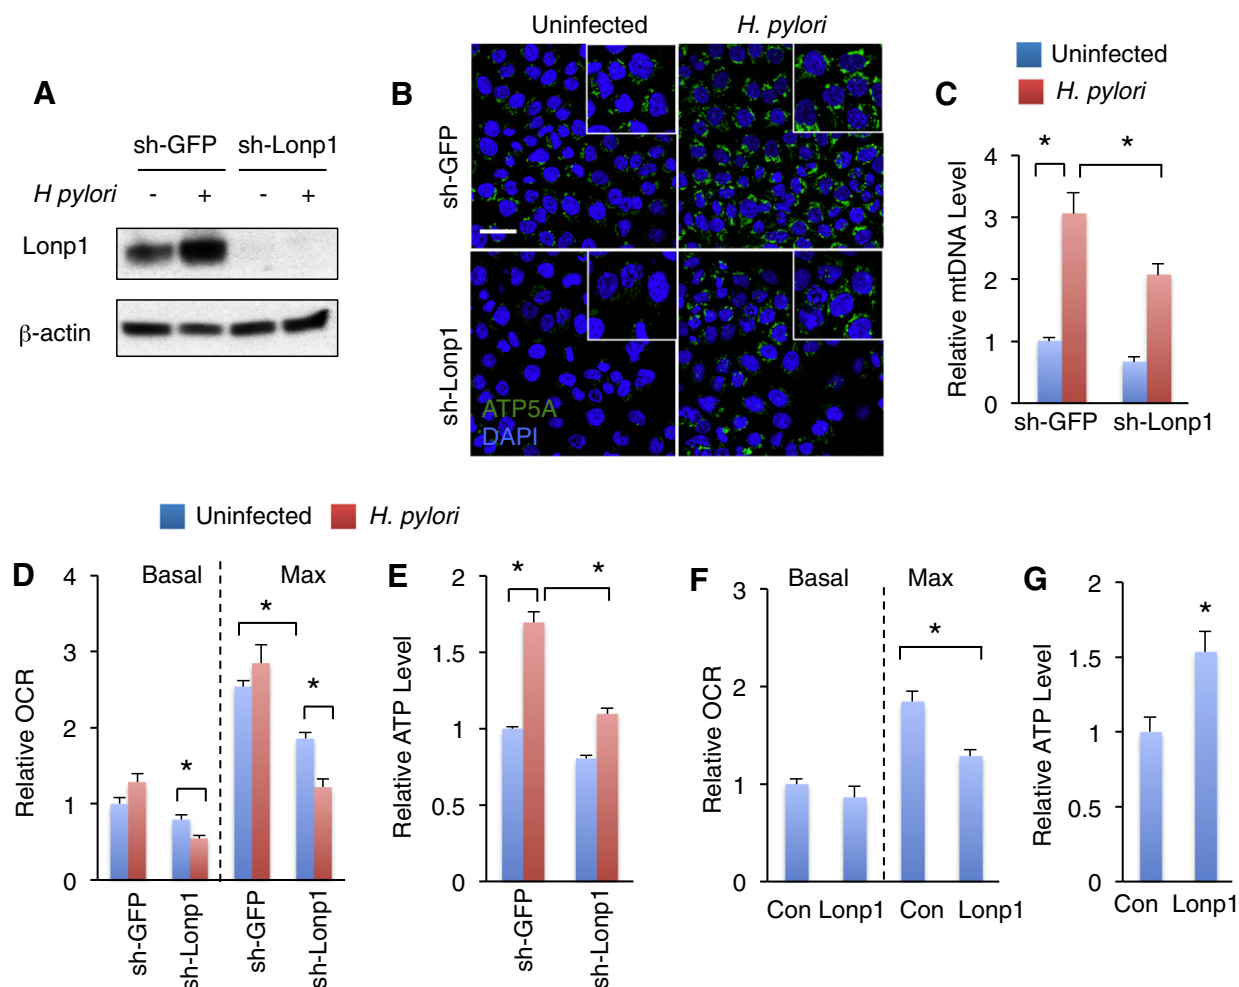 A
sh-GFP sh-Lonp1
H pylori - + - +
Lonp1
β-actin
B
Uninfected H. pylori
sh-GFP
sh-Lonp1
ATP5A
DAPI
C
Uninfected
H. pylori
* *
Relative mtDNA Level
4
3
2
1
0
sh-GFP sh-Lonp1
Uninfected H. pylori
D
Basal Max
Relative OCR
4
3
2
1
0
* * *
sh-GFP
sh-Lonp1
sh-GFP
sh-Lonp1
E
* *
Relative ATP Level
2
1.5
1
0.5
0
sh-GFP
sh-Lonp1
F
Basal Max
Relative OCR
3
2
1
0
*
Con Lonp1 Con Lonp1
G
Relative ATP Level
2
1.5
1
0.5
0
*
Con Lonp1